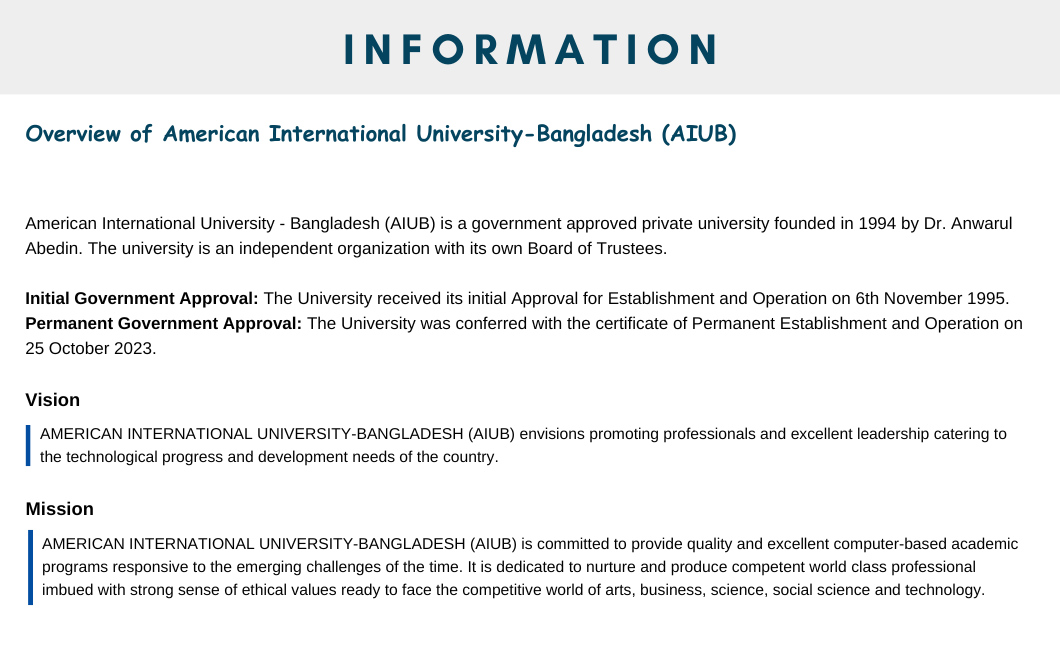 INFORMATION
Overview of American International University-Bangladesh (AIUB)
American International University - Bangladesh (AIUB) is a government approved private university founded in 1994 by Dr. Anwarul
Abedin. The university is an independent organization with its own Board of Trustees.
Initial Government Approval: The University received its initial Approval for Establishment and Operation on 6th November 1995.
Permanent Government Approval: The University was conferred with the certificate of Permanent Establishment and Operation on
25 October 2023.
Vision
AMERICAN INTERNATIONAL UNIVERSITY-BANGLADESH (AIUB) envisions promoting professionals and excellent leadership catering to
the technological progress and development needs of the country.
Mission
AMERICAN INTERNATIONAL UNIVERSITY-BANGLADESH (AIUB) is committed to provide quality and excellent computer-based academic
programs responsive to the emerging challenges of the time. It is dedicated to nurture and produce competent world class professional
imbued with strong sense of ethical values ready to face the competitive world of arts, business, science, social science and technology.